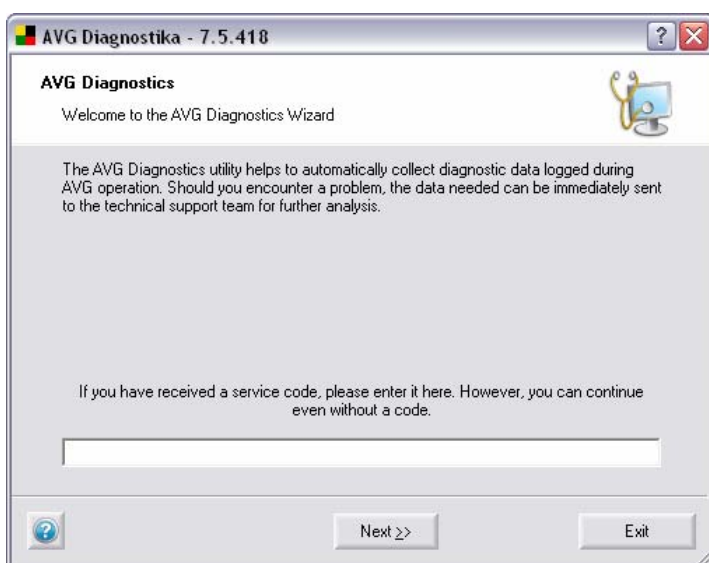 AVG Diagnostika - 7.5.418
AVG Diagnostics
Welcome to the AVG Diagnostics Wizard
The AVG Diagnostics utility helps to automatically collect diagnostic data logged during
AVG operation. Should you encounter a problem, the data needed can be immediately sent
to the technical support team for further analysis.
If you have received a service code, please enter it here. However, you can continue
even without a code.
Next >>
Exit